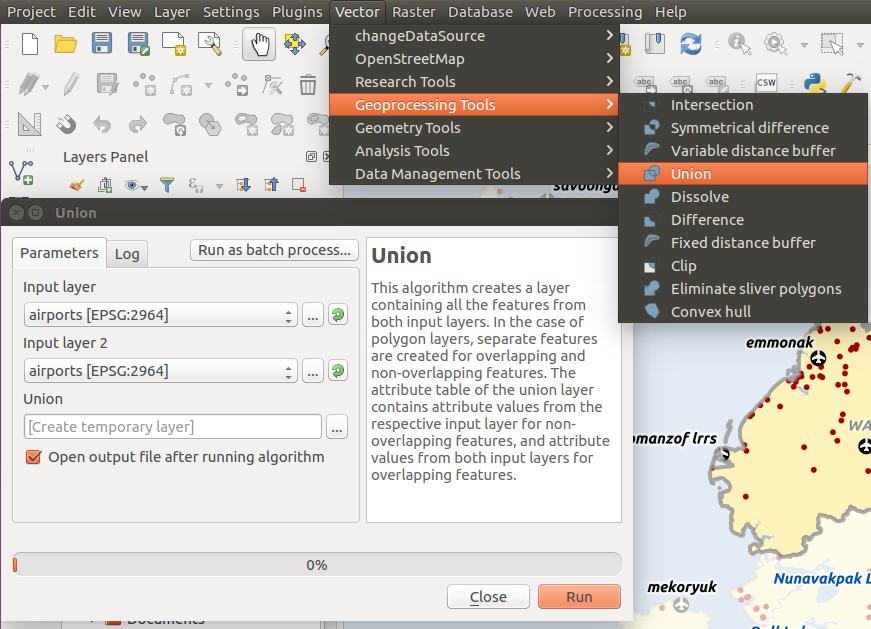 Project Edit View Layer Settings Plugins Vector Raster Database Web Processing Help
changeDataSource
OpenStreetMap
Research Tools
Geoprocessing Tools
Geometry Tools
Analysis Tools
Data Management Tools
abc abc abc CSW
Intersection
Symmetrical difference
Variable distance buffer
Union
Dissolve
Difference
Fixed distance buffer
Clip
Eliminate sliver polygons
Convex hull
Layers Panel
Union
Parameters Log Run as batch process...
Input layer
airports [EPSG:2964] ...
Input layer 2
airports [EPSG:2964] ...
Union
[Create temporary layer] ...
Open output file after running algorithm
Union
This algorithm creates a layer
containing all the features from
both input layers. In the case of
polygon layers, separate features
are created for overlapping and
non-overlapping features. The
attribute table of the union layer
contains attribute values from the
respective input layer for non-
overlapping features, and attribute
values from both input layers for
overlapping features.
0%
Close Run
emmonak
omanzof lrrs
WA
Nunavakpak L
mekoryuk
Documents